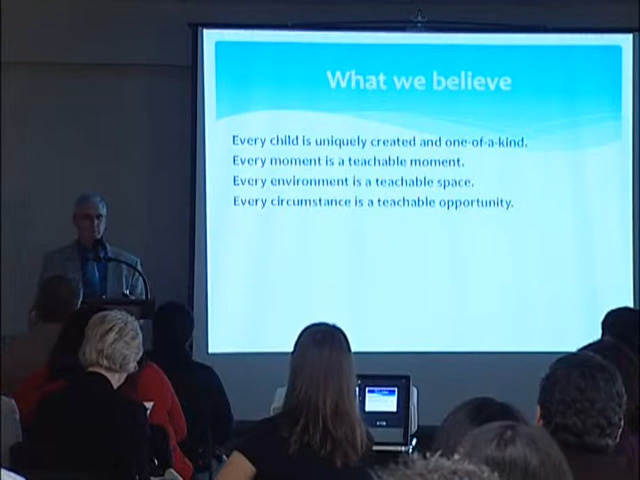 What we believe
Every child is uniquely created and one-of-a-kind.
Every moment is a teachable moment.
Every environment is a teachable space.
Every circumstance is a teachable opportunity.